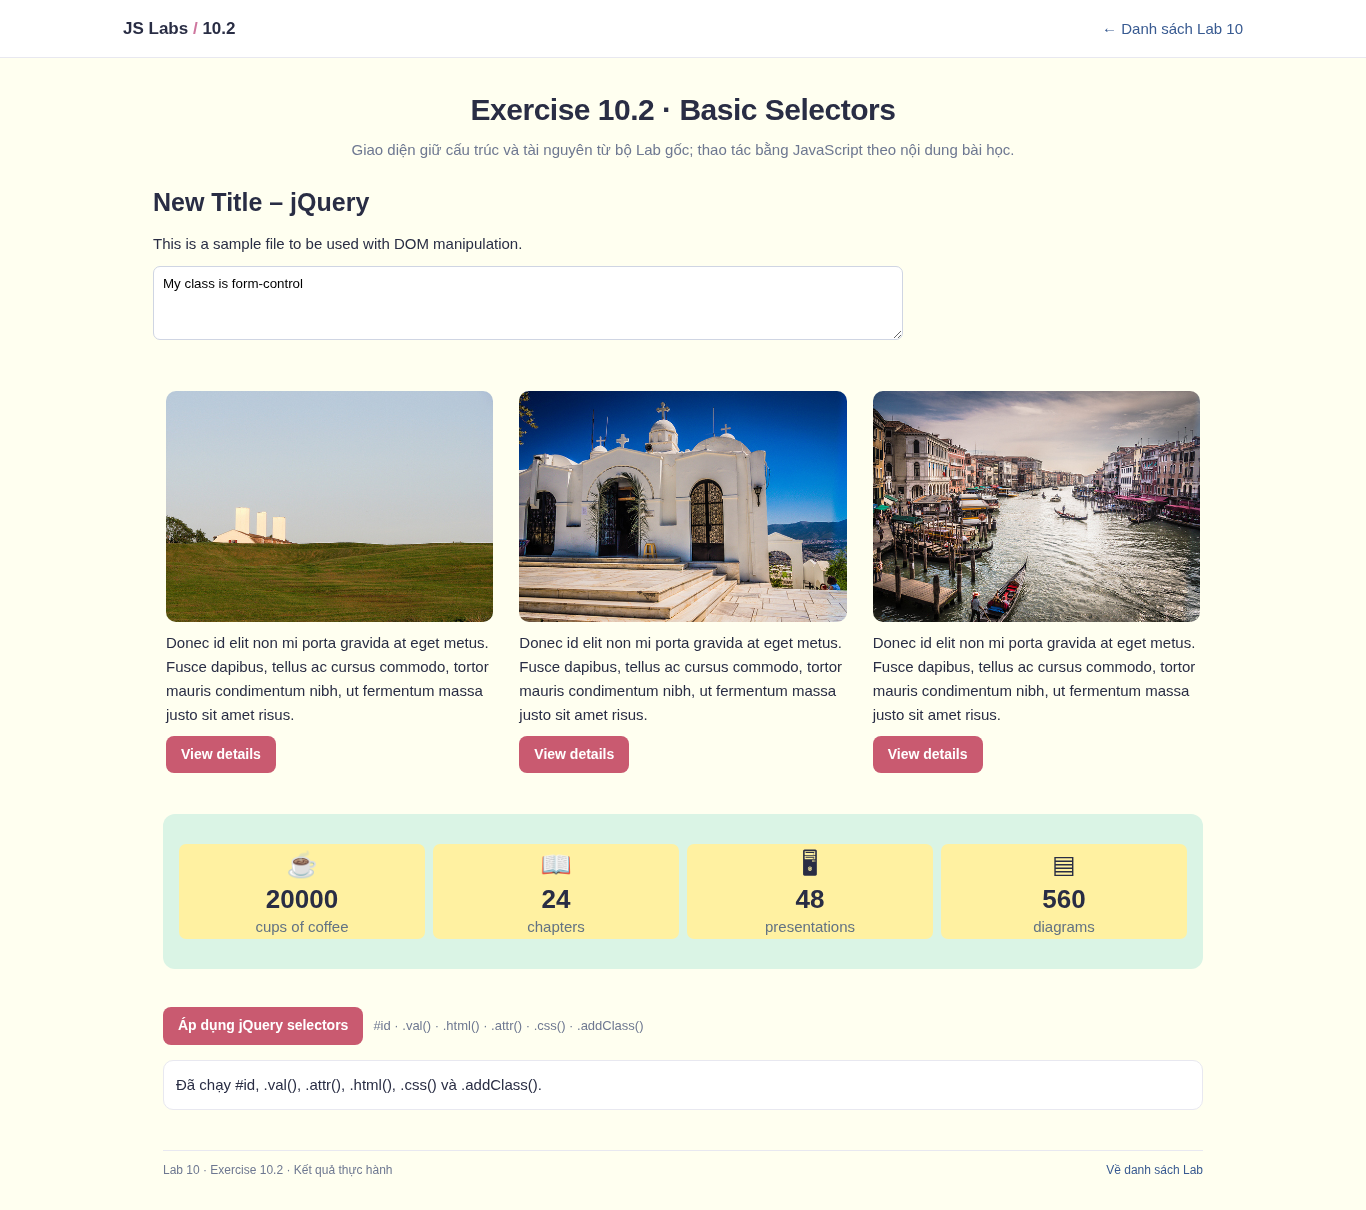 JS Labs / 10.2
← Danh sách Lab 10
Exercise 10.2 · Basic Selectors
Giao diện giữ cấu trúc và tài nguyên từ bộ Lab gốc; thao tác bằng JavaScript theo nội dung bài học.
New Title – jQuery
This is a sample file to be used with DOM manipulation.
My class is form-control
Donec id elit non mi porta gravida at eget metus.
Fusce dapibus, tellus ac cursus commodo, tortor
mauris condimentum nibh, ut fermentum massa
justo sit amet risus.
View details
Donec id elit non mi porta gravida at eget metus.
Fusce dapibus, tellus ac cursus commodo, tortor
mauris condimentum nibh, ut fermentum massa
justo sit amet risus.
View details
Donec id elit non mi porta gravida at eget metus.
Fusce dapibus, tellus ac cursus commodo, tortor
mauris condimentum nibh, ut fermentum massa
justo sit amet risus.
View details
20000
cups of coffee
24
chapters
48
presentations
560
diagrams
Áp dụng jQuery selectors
#id · .val() · .html() · .attr() · .css() · .addClass()
Đã chạy #id, .val(), .attr(), .html(), .css() và .addClass().
Lab 10 · Exercise 10.2 · Kết quả thực hành
Về danh sách Lab